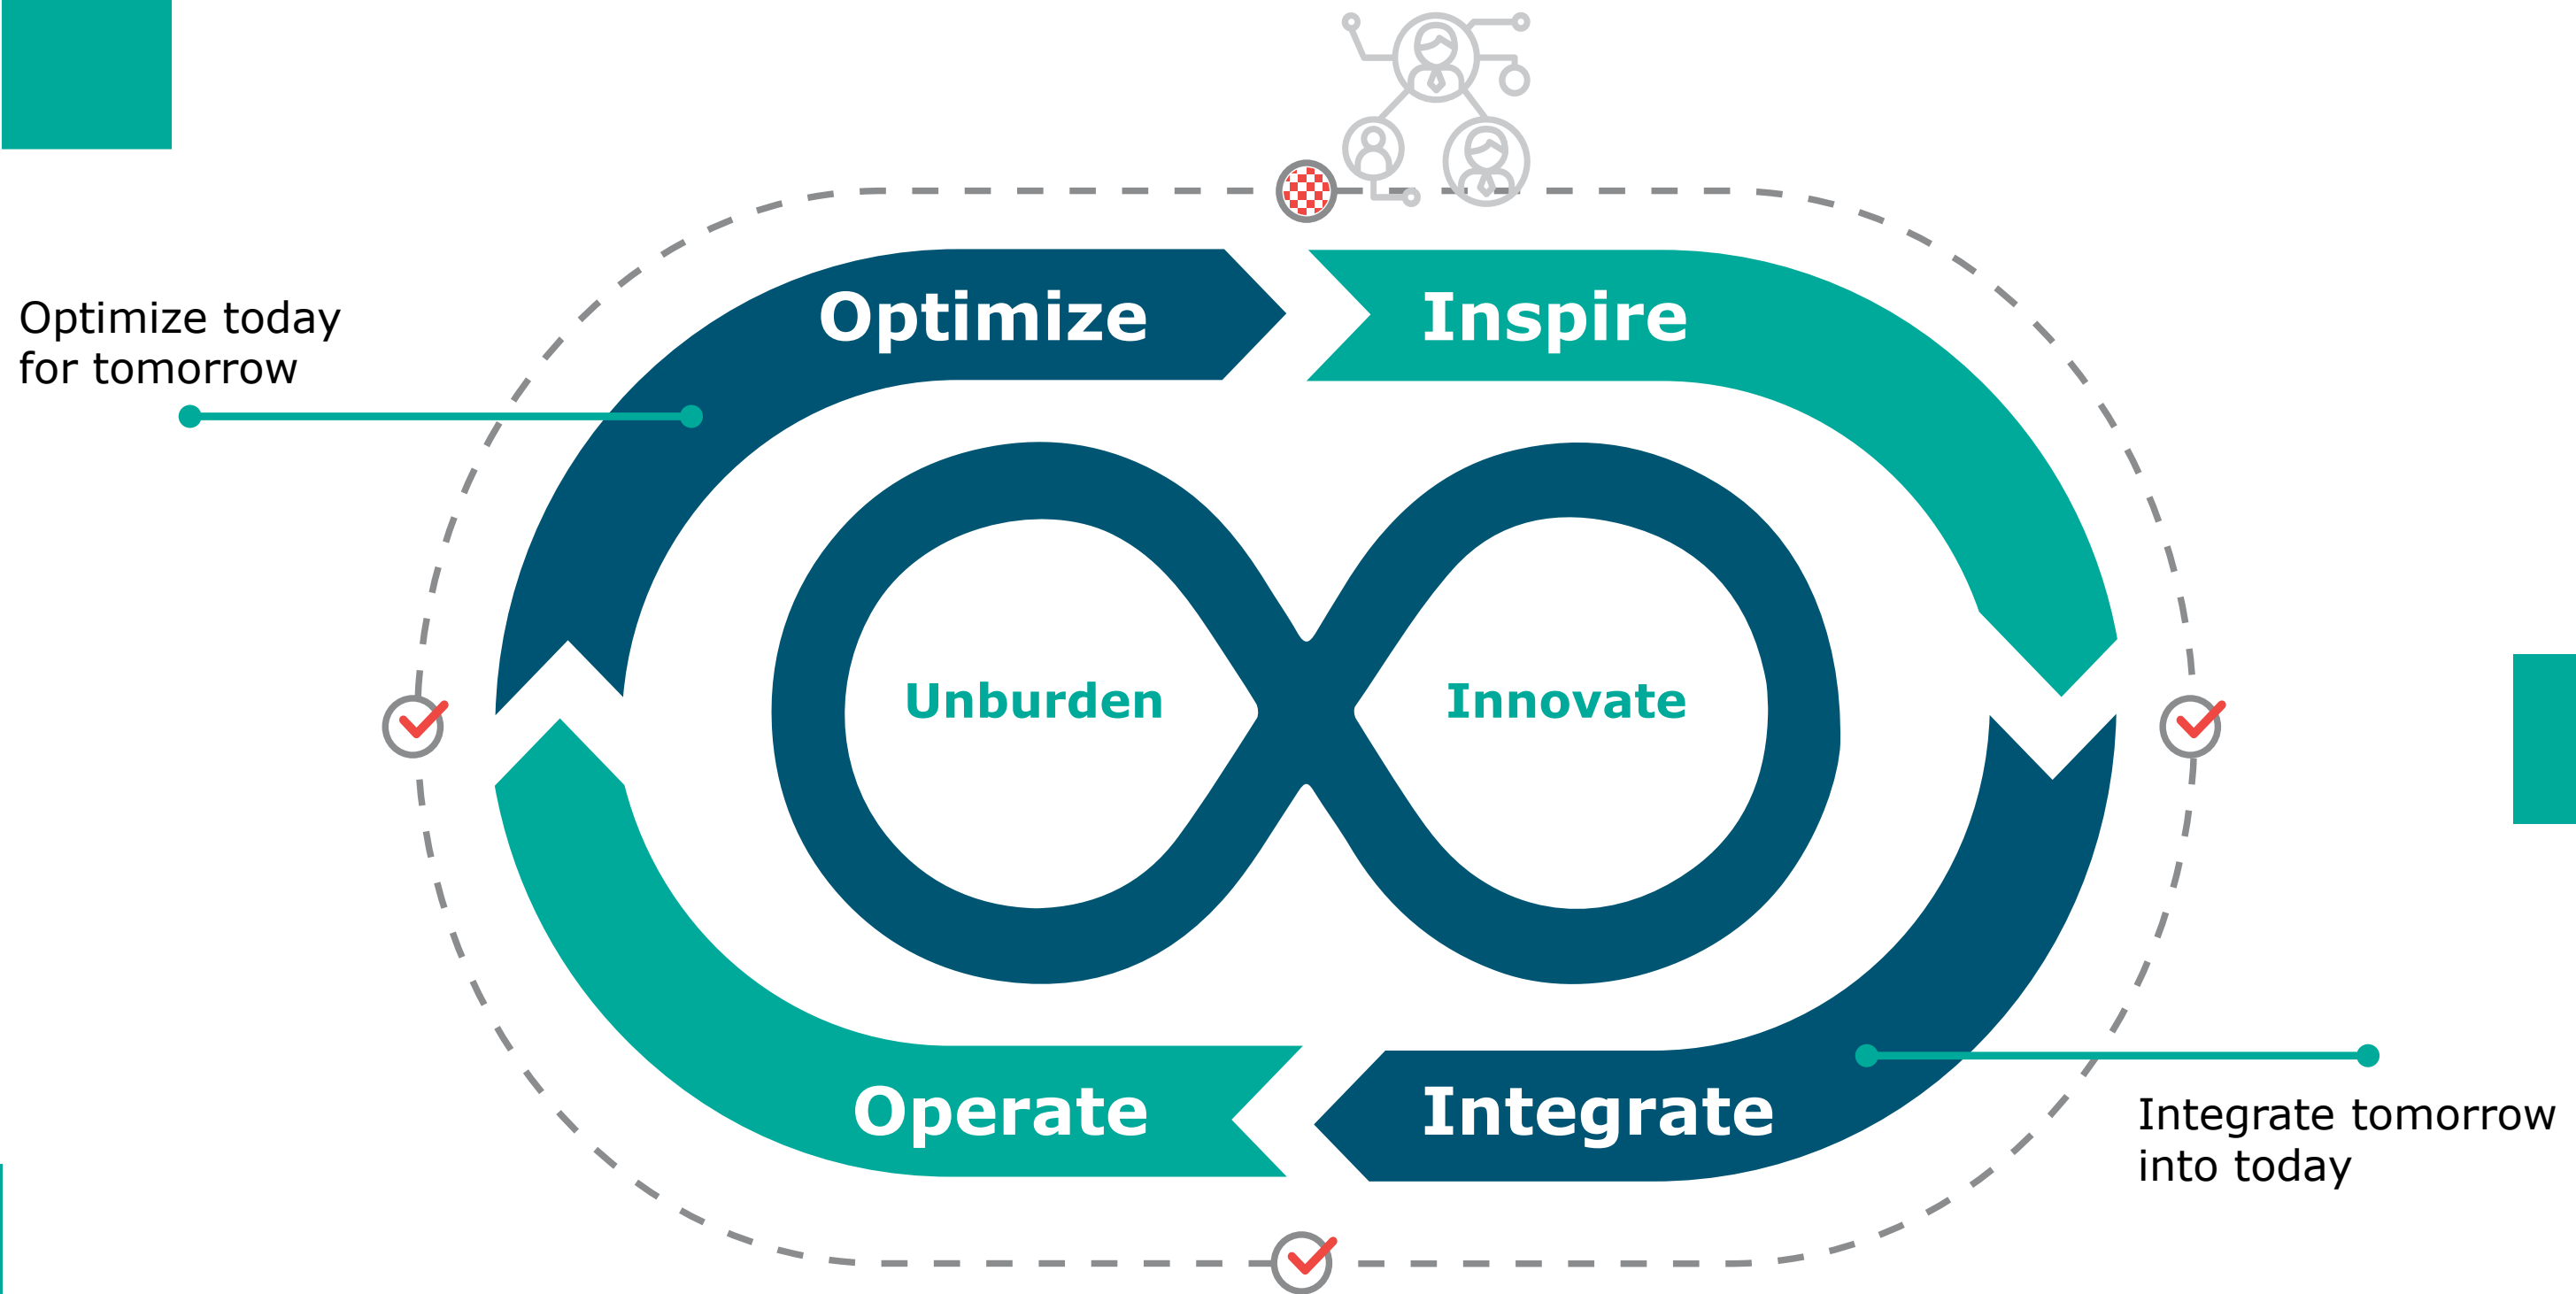 Optimize
Inspire
Optimize today
for tomorrow
Unburden
Innovate
Operate
Integrate
Integrate tomorrow
into today